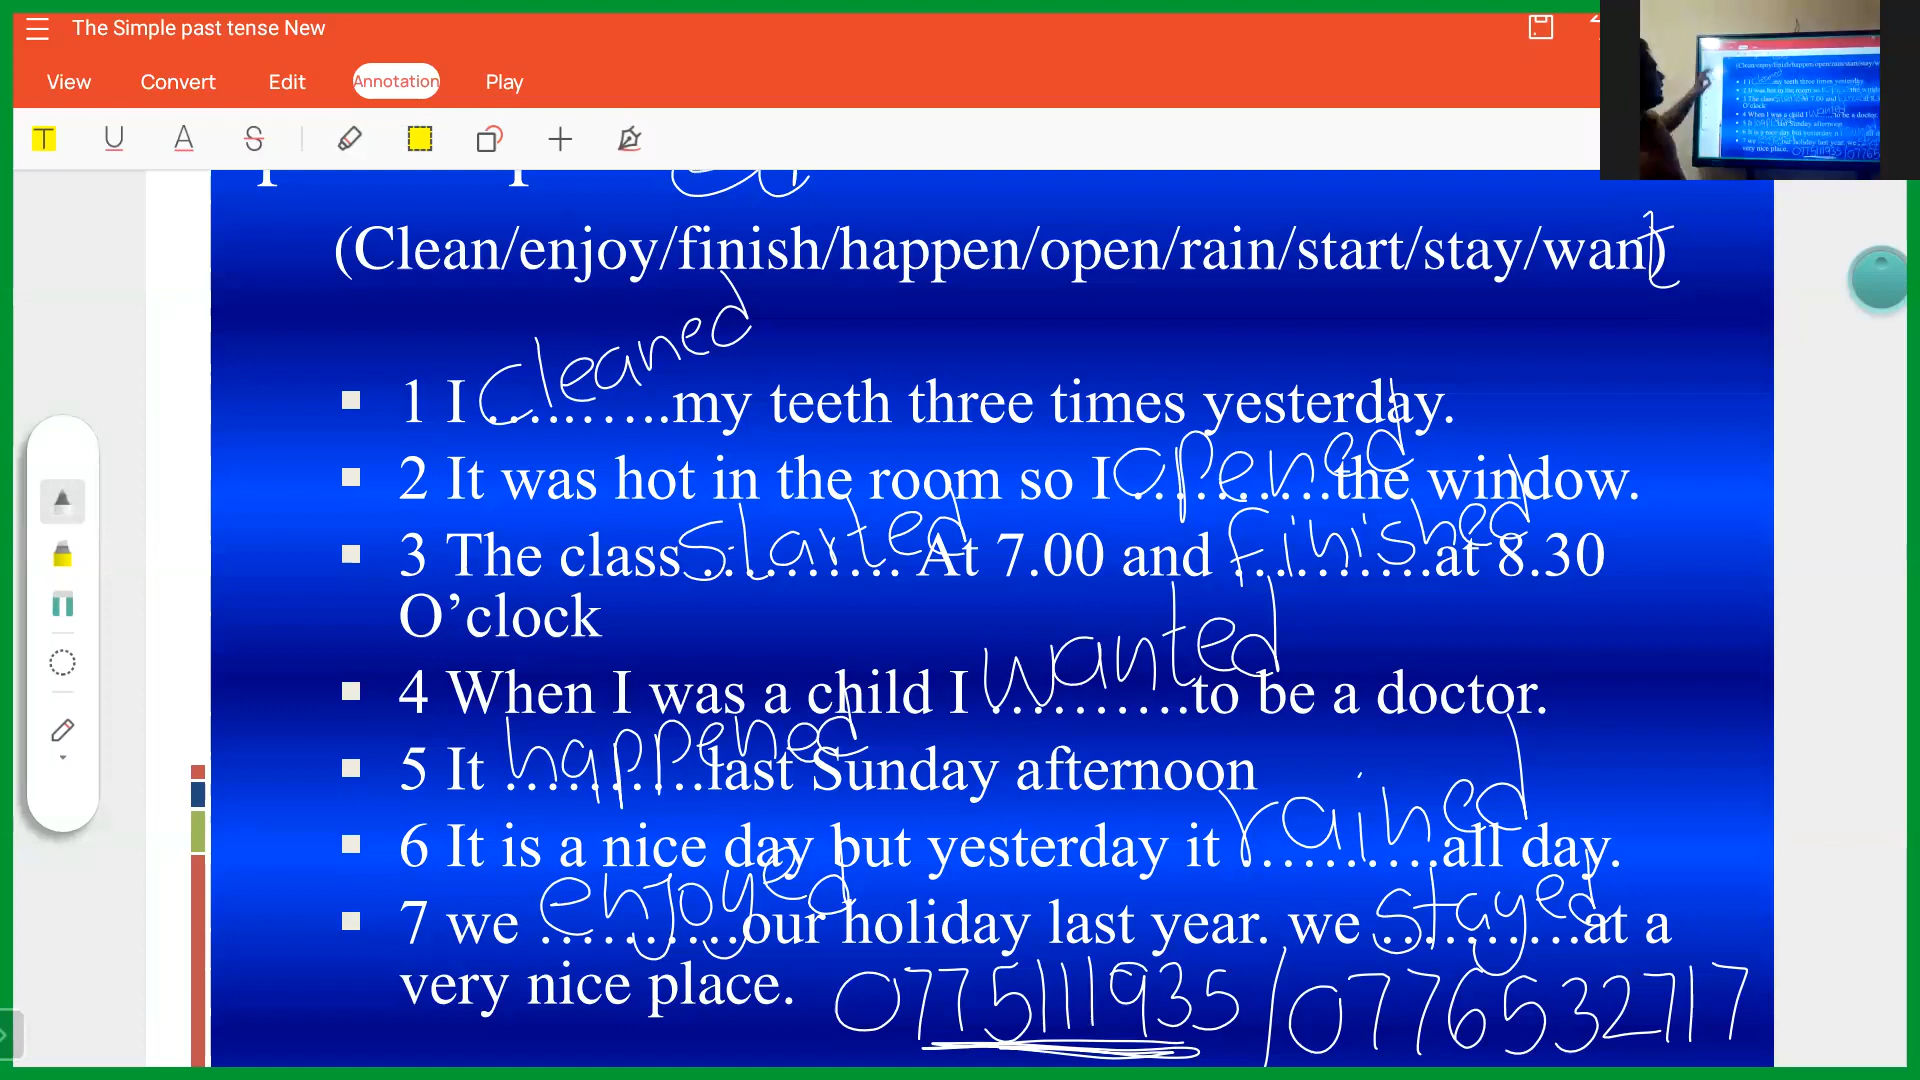 The Simple past tense New
View Convert Edit Annotation Play
T U A S
(Clean/enjoy/finish/happen/open/rain/start/stay/want)
1 I cleaned my teeth three times yesterday.
2 It was hot in the room so I opened the window.
3 The class started At 7.00 and finished at 8.30
O'clock
4 When I was a child I wanted to be a doctor.
5 It happened last Sunday afternoon
6 It is a nice day but yesterday it rained all day.
7 we enjoyed our holiday last year. we stayed at a
very nice place. 0775111935/0776532717